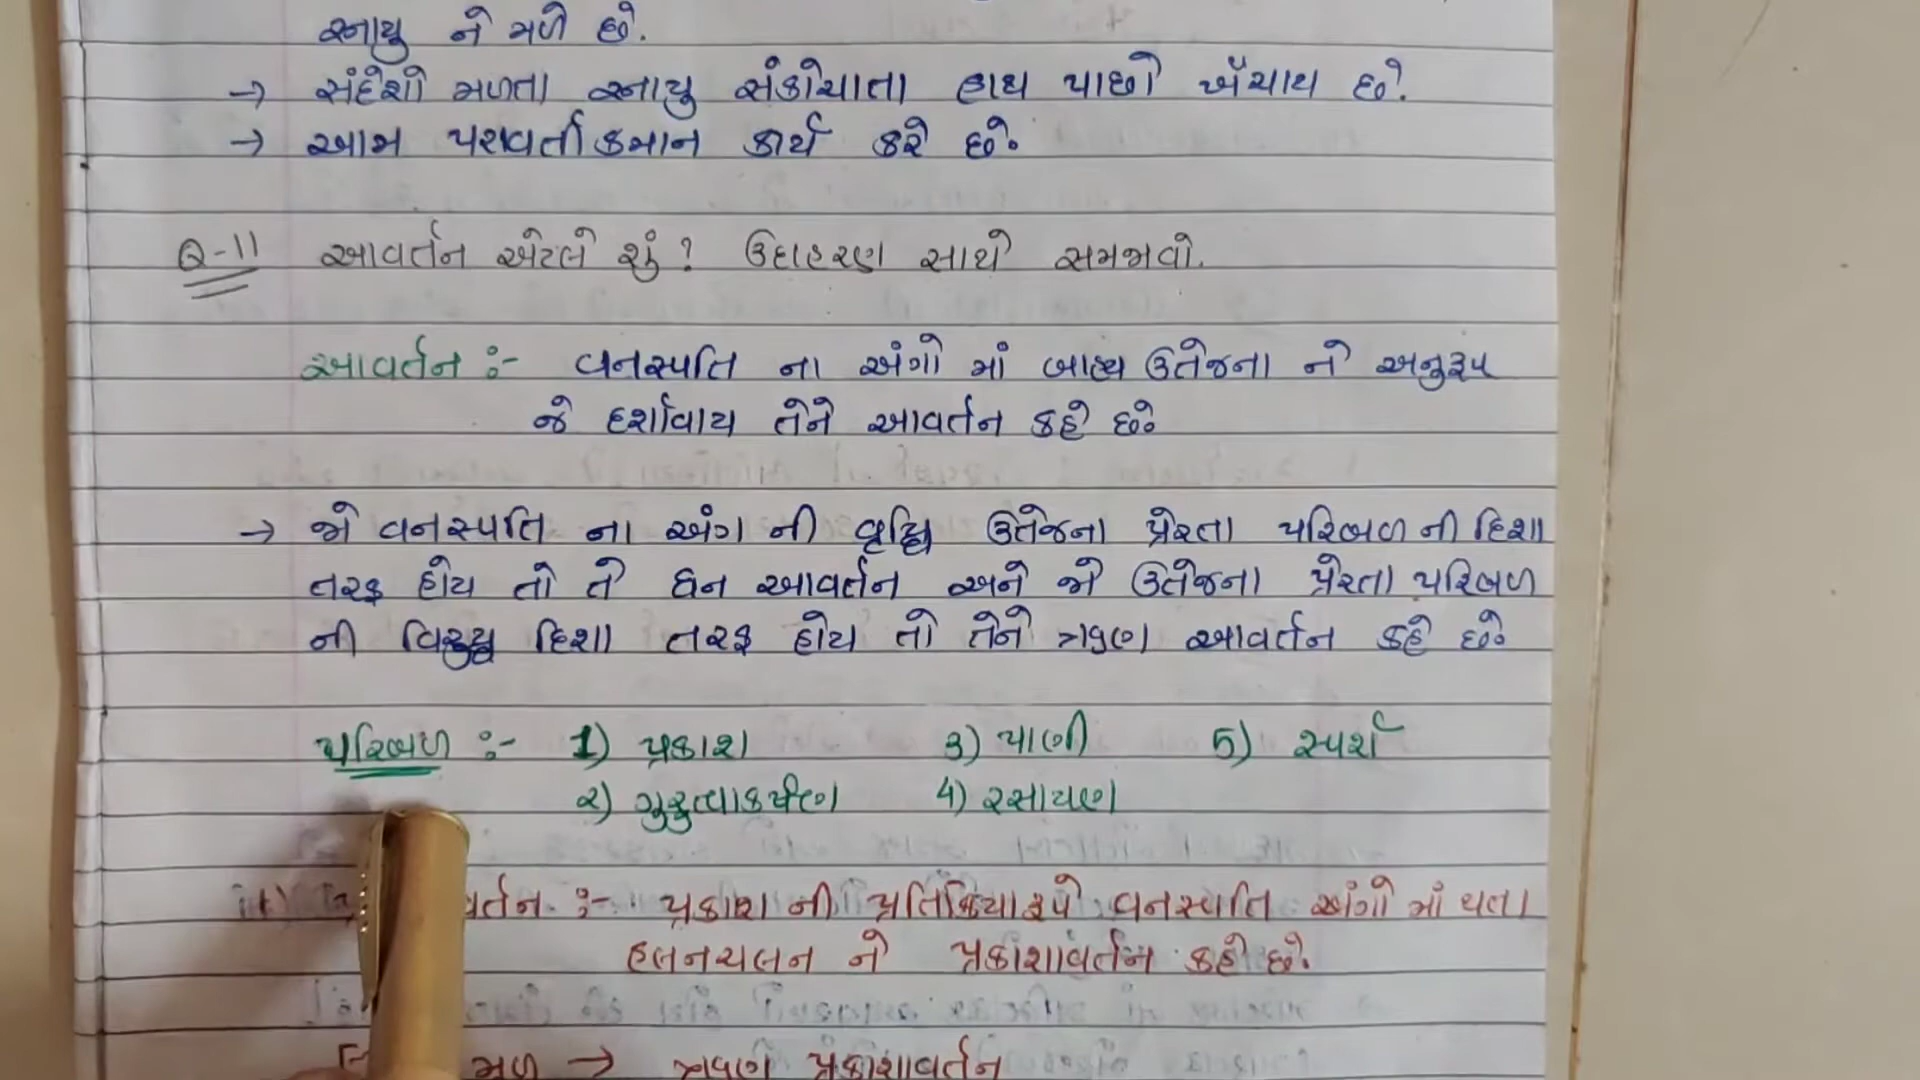 સ્નાયુ ને મળે છે.
→ સંદેશો મળતા સ્નાયુ સંકોચાતા હાથ પાછો ખેંચાય છે.
→ આમ પરાવર્તી કમાન કાર્ય કરે છે.
Q-11 આવર્તન એટલે શું? ઉદાહરણ સાથે સમજાવો.
આવર્તન :- વનસ્પતિ ના અંગો માં બાહ્ય ઉતેજના ને અનુરૂપ
જે દર્શાવાય તેને આવર્તન કહે છે.
→ જો વનસ્પતિ ના અંગ ની વૃદ્ધિ ઉતેજના પ્રેરતા પરિબળ ની દિશા
તરફ હોય તો તે ધન આવર્તન અને જો ઉતેજના પ્રેરતા પરિબળ
ની વિરુદ્ધ દિશા તરફ હોય તો તેને ઋણ આવર્તન કહે છે.
પરિબળ :- 1) પ્રકાશ 3) પાણી 5) સ્પર્શ
૨) ગુરુત્વાકર્ષણ 4) રસાયણ
વર્તન :- પ્રકાશ ની પ્રતિક્રિયા રૂપે વનસ્પતિ અંગો માં થતા
હલનચલન ને પ્રકાશાવર્તન કહે છે.
મૂળ → ઋણ પ્રકાશાવર્તન